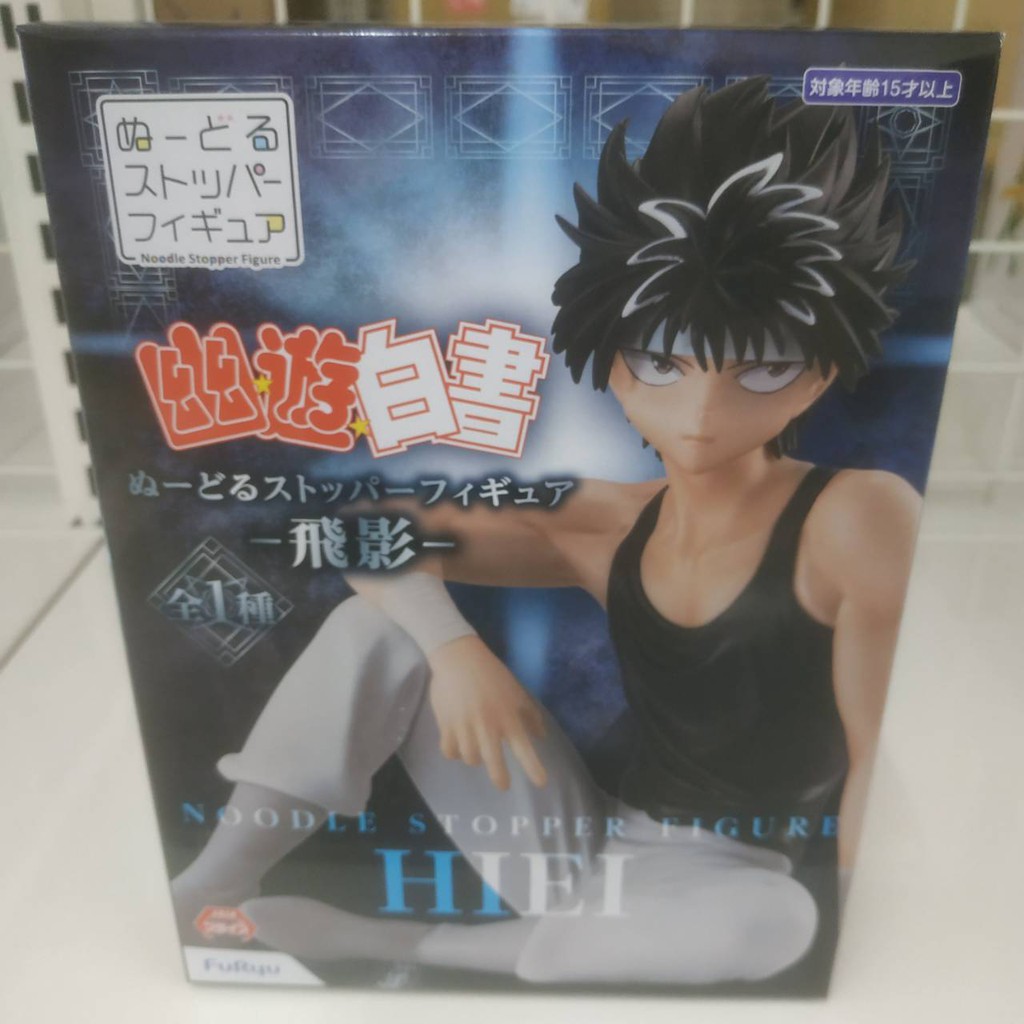 対象年齢15才以上
ぬーどる
ストッパー
フィギュア
Noodle Stopper Figure
幽☆遊☆白書
ぬーどるストッパーフィギュア
－飛影－
全1種
NOODLE STOPPER FIGURE
HIEI
FuRyu